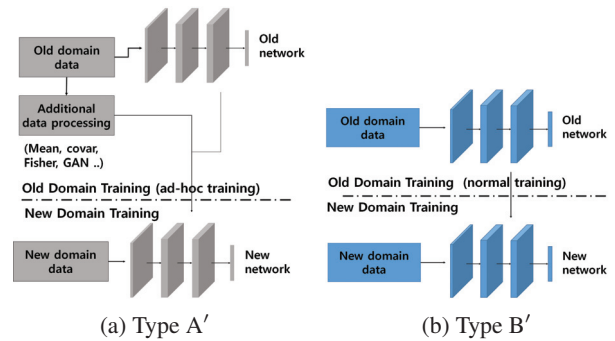 Old domain
data
Old
network
Additional
data processing
(Mean, covar,
Fisher, GAN ..)
Old Domain Training (ad-hoc training)
New Domain Training
New domain
data
New
network
(a) Type A′
Old domain
data
Old
network
Old Domain Training (normal training)
New Domain Training
New domain
data
New
network
(b) Type B′